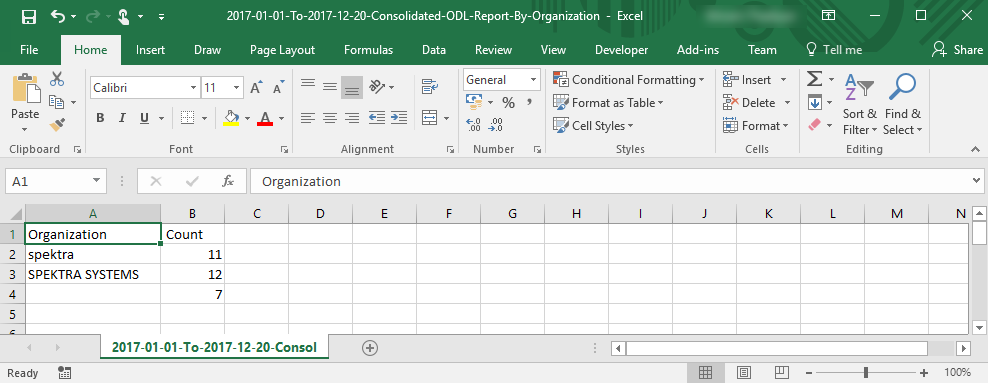 2017-01-01-To-2017-12-20-Consolidated-ODL-Report-By-Organization - Excel
File Home Insert Draw Page Layout Formulas Data Review View Developer Add-ins Team Tell me Share
Paste Calibri 11 A A General Conditional Formatting Insert Σ A Z Sort & Filter Find & Select
B I U A % , Format as Table Delete
.0 .00 Cell Styles Format
Clipboard Font Alignment Number Styles Cells Editing
A1 fx Organization
A B C D E F G H I J K L M N
1 Organization Count
2 spektra 11
3 SPEKTRA SYSTEMS 12
4 7
5
6
2017-01-01-To-2017-12-20-Consol
Ready 100%